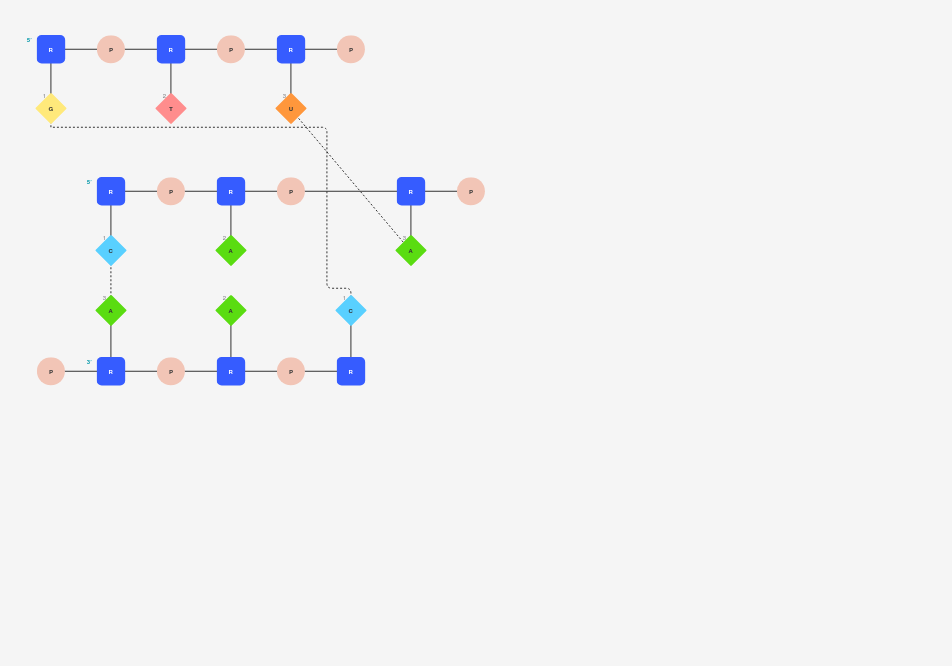 5' R P R P R P
1 2 3
G T U
5' R P R P R P
1 2 3
C A A
3 2 1
A A C
P 3' R P R P R